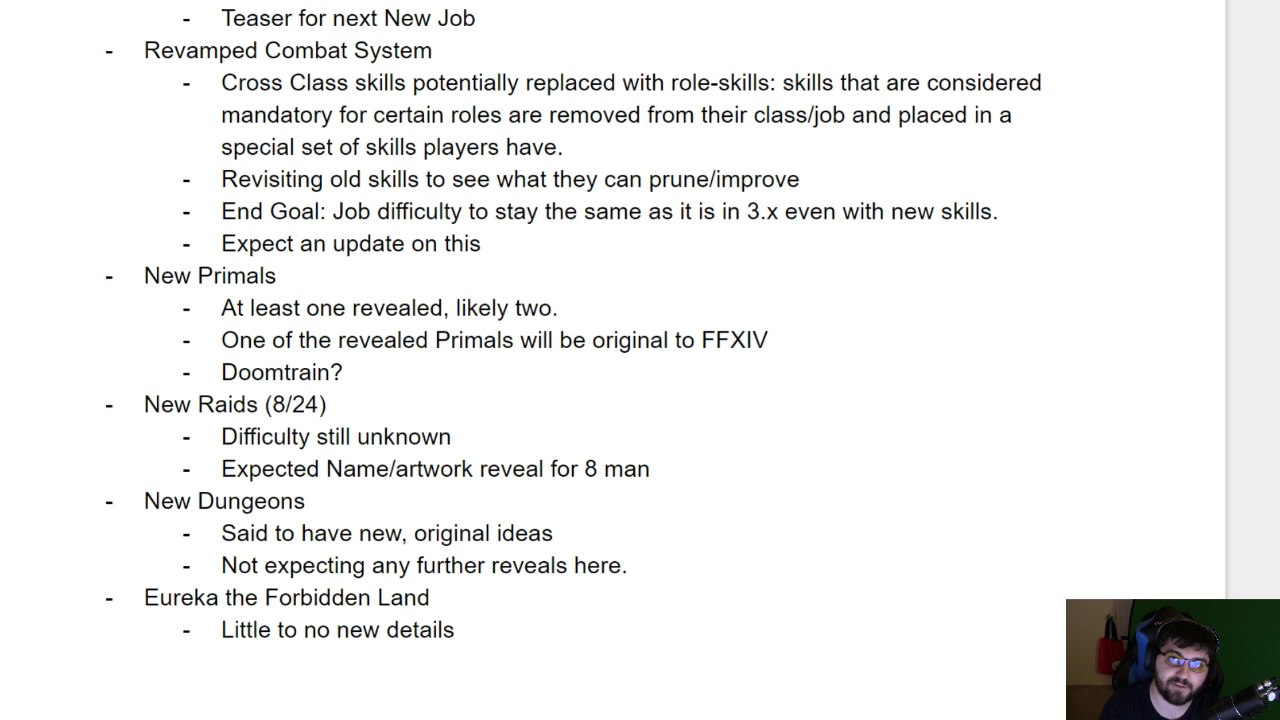 - Teaser for next New Job
- Revamped Combat System
- Cross Class skills potentially replaced with role-skills: skills that are considered
mandatory for certain roles are removed from their class/job and placed in a
special set of skills players have.
- Revisiting old skills to see what they can prune/improve
- End Goal: Job difficulty to stay the same as it is in 3.x even with new skills.
- Expect an update on this
- New Primals
- At least one revealed, likely two.
- One of the revealed Primals will be original to FFXIV
- Doomtrain?
- New Raids (8/24)
- Difficulty still unknown
- Expected Name/artwork reveal for 8 man
- New Dungeons
- Said to have new, original ideas
- Not expecting any further reveals here.
- Eureka the Forbidden Land
- Little to no new details